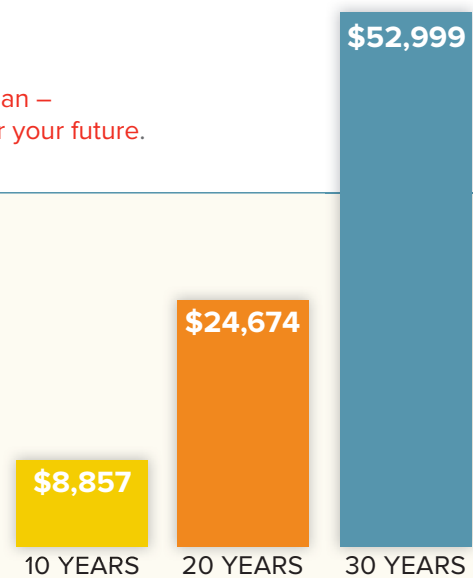 an –
your future.
$52,999
$24,674
$8,857
10 YEARS
20 YEARS
30 YEARS